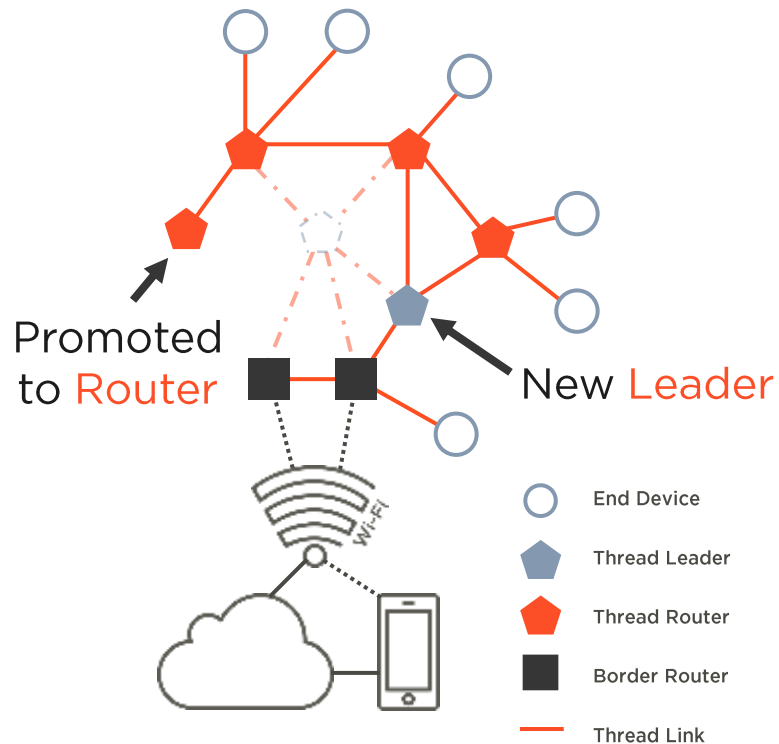 Promoted
to Router
New Leader
Wi-Fi
End Device
Thread Leader
Thread Router
Border Router
Thread Link